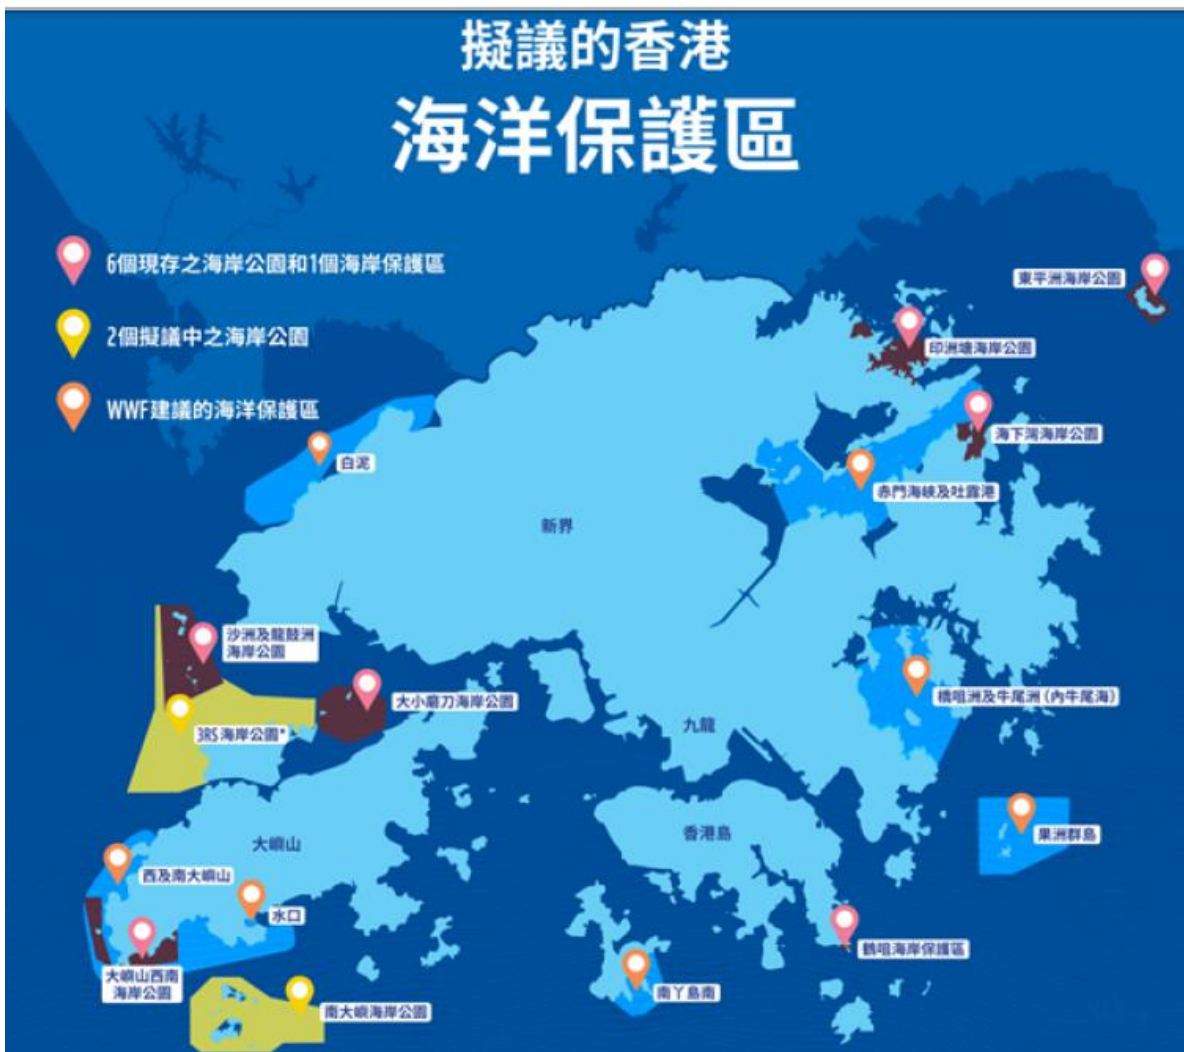 擬議的香港
海洋保護區
6個現存之海岸公園和1個海岸保護區
2個擬議中之海岸公園
WWF建議的海洋保護區
東平洲海岸公園
印洲塘海岸公園
海下灣海岸公園
白泥
赤門海峽及吐露港
新界
沙洲及龍鼓洲
海岸公園
大小磨刀海岸公園
橋咀洲及牛尾洲(內牛尾海)
3RS海岸公園*
九龍
香港島
果洲群島
大嶼山
西及南大嶼山
水口
鶴咀海岸保護區
大嶼山西南
海岸公園
南丫島南
南大嶼海岸公園